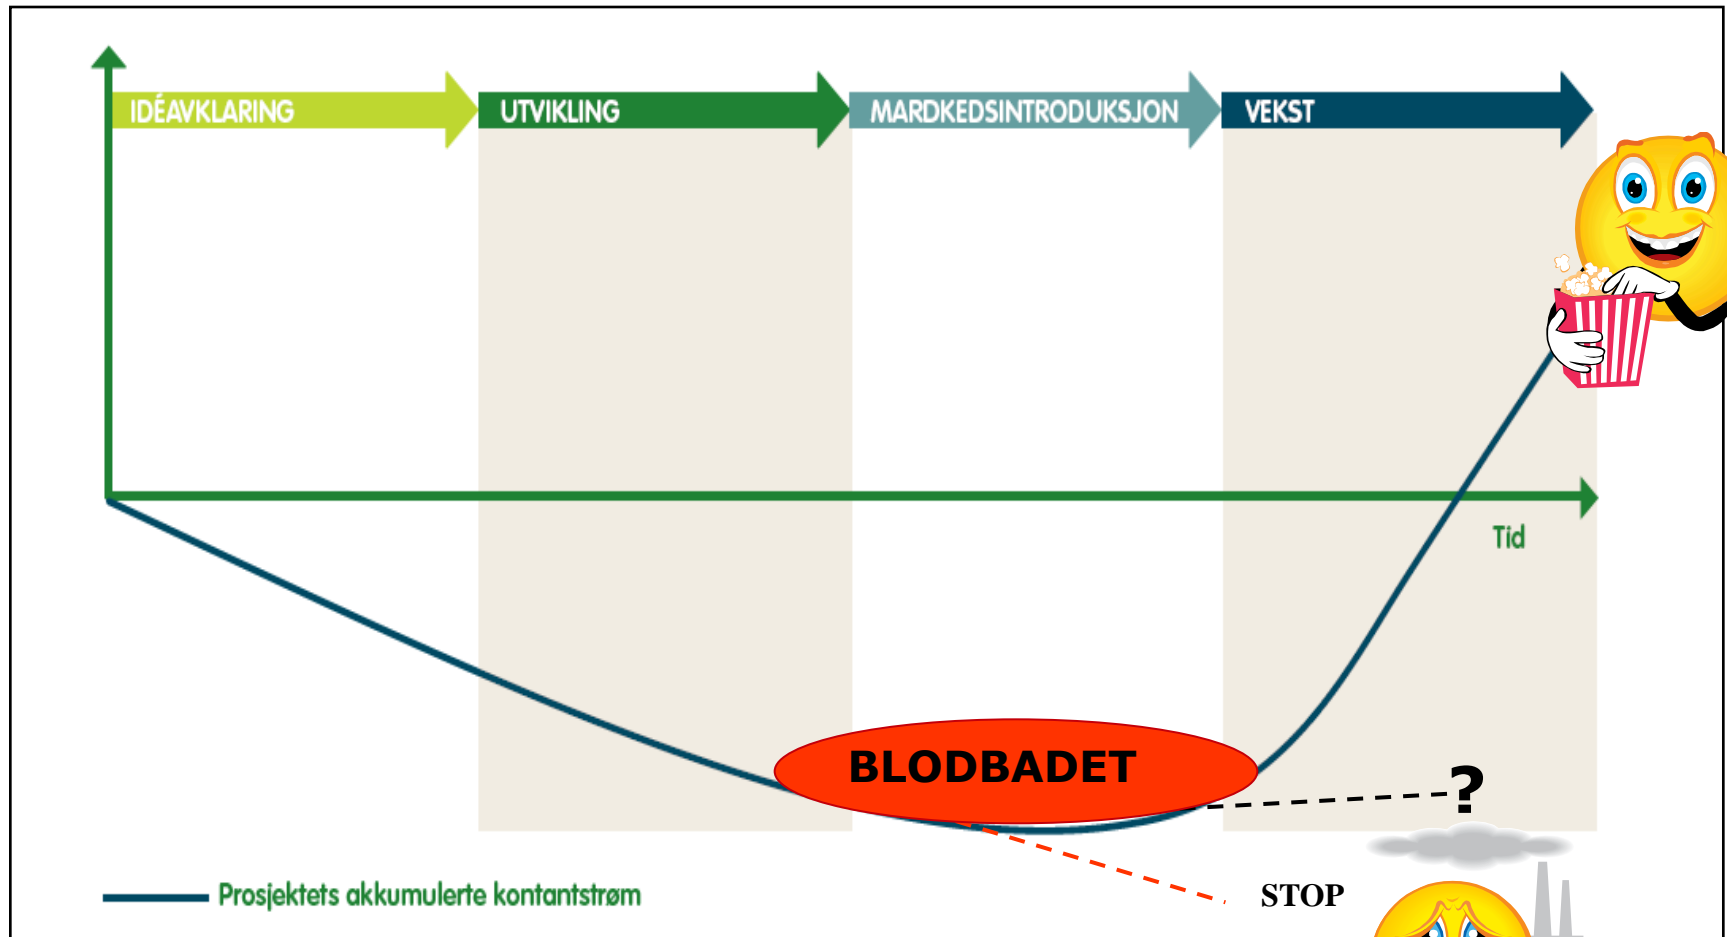 IDÉAVKLARING
UTVIKLING
MARDKEDSINTRODUKSJON
VEKST
Tid
BLODBADET
?
STOP
Prosjektets akkumulerte kontantstrøm